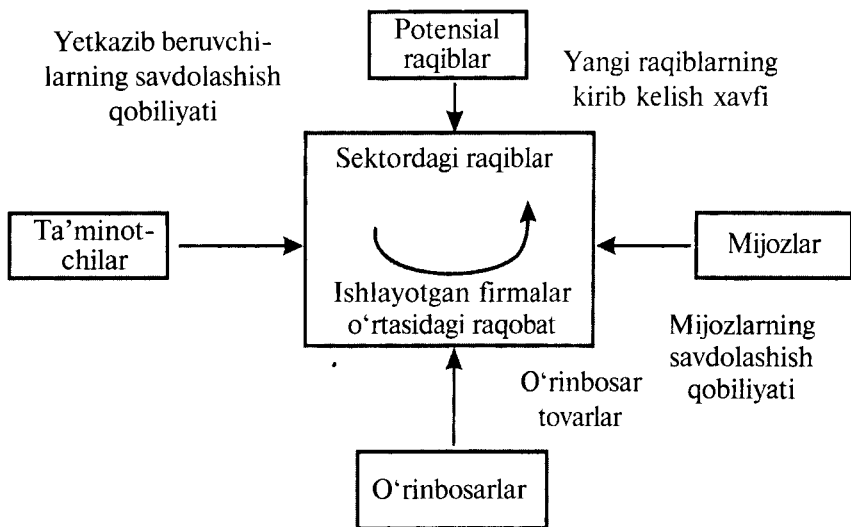 Yetkazib beruvchi-
larning savdolashish
qobiliyati
Potensial
raqiblar
Yangi raqiblarning
kirib kelish xavfi
Sektordagi raqiblar
Ta’minot-
chilar
Mijozlar
Ishlayotgan firmalar
o‘rtasidagi raqobat
Mijozlarning
savdolashish
qobiliyati
O‘rinbosar
tovarlar
O‘rinbosarlar